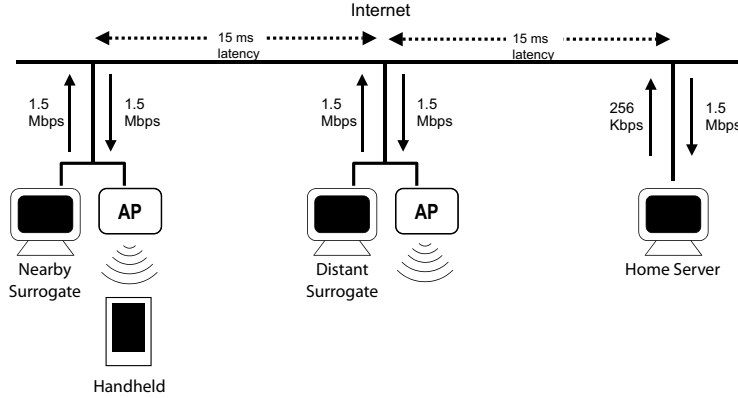 Internet
15 ms
latency
15 ms
latency
1.5
Mbps
1.5
Mbps
1.5
Mbps
1.5
Mbps
256
Kbps
1.5
Mbps
AP
AP
Nearby
Surrogate
Distant
Surrogate
Home Server
Handheld